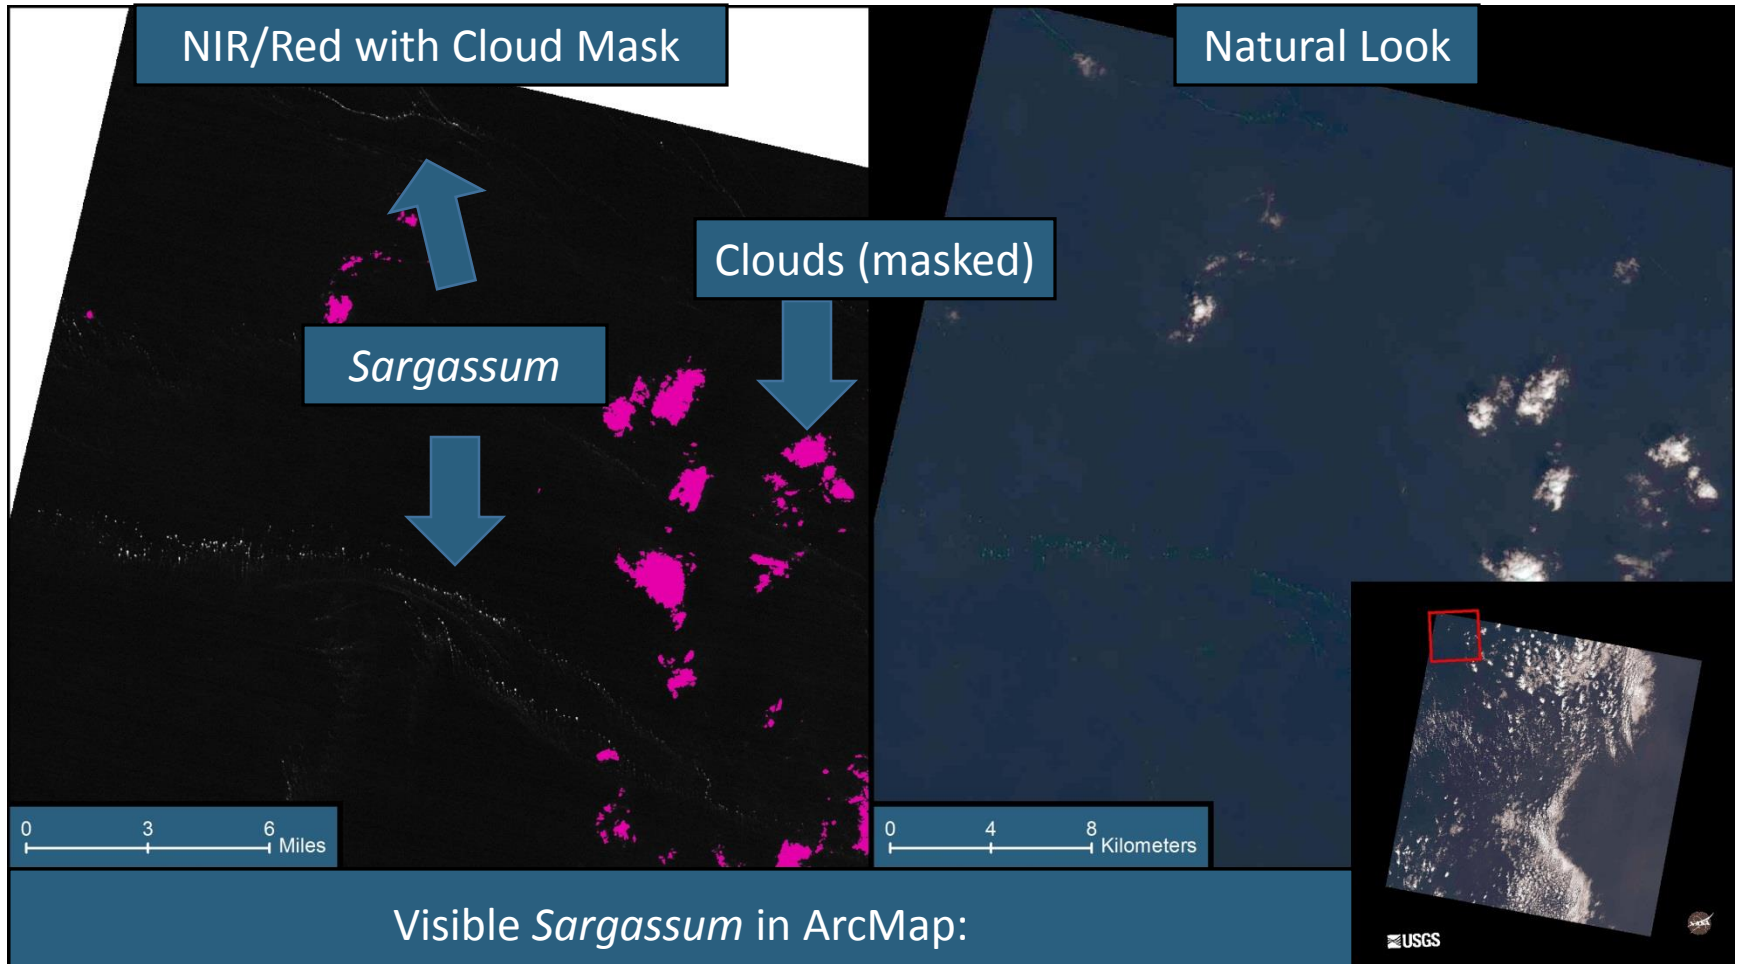 NIR/Red with Cloud Mask
Natural Look
Clouds (masked)
Sargassum
0 3 6 Miles
0 4 8 Kilometers
Visible Sargassum in ArcMap:
USGS
NASA